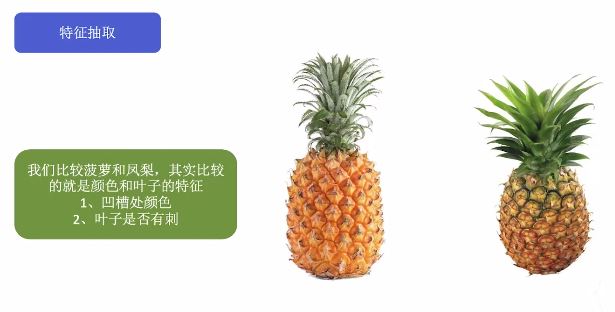 特征抽取
我们比较菠萝和凤梨，其实比较
的就是颜色和叶子的特征
1、凹槽处颜色
2、叶子是否有刺